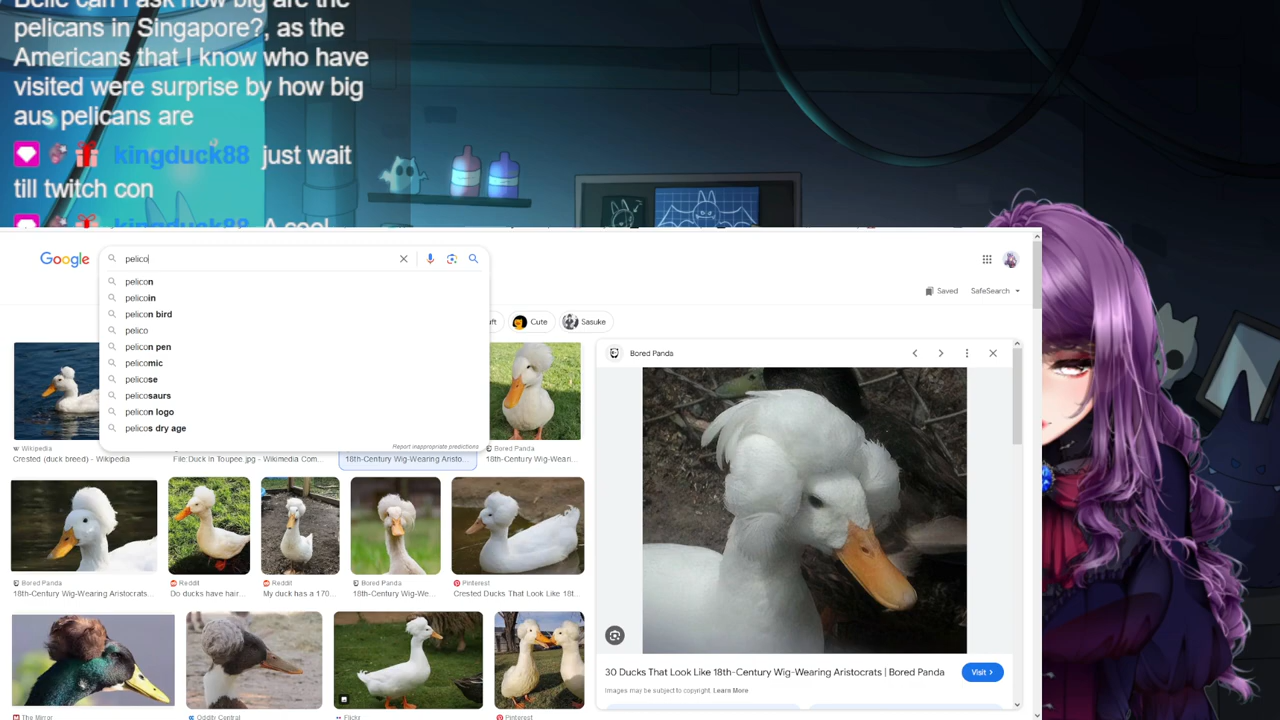 Belle can I ask how big are the
pelicans in Singapore?, as the
Americans that I know who have
visited were surprise by how big
aus pelicans are
kingduck88 just wait
till twitch con
kingduck88 A cool
Google
pelico
pelicon
pelicoin
pelicon bird
pelico
pelicon pen
pelicomic
pelicose
pelicosaurs
pelicon logo
pelicos dry age
Report inappropriate predictions
Saved
SafeSearch
uft
Cute
Sasuke
Wikipedia
Crested (duck breed) - Wikipedia
File:Duck In Toupee.jpg - Wikimedia Com...
18th-Century Wig-Wearing Aristo...
Bored Panda
18th-Century Wig-Weari...
Bored Panda
18th-Century Wig-Wearing Aristocrats...
Reddit
Do ducks have hair...
Reddit
My duck has a 170...
Bored Panda
18th-Century Wig-We...
Pinterest
Crested Ducks That Look Like 18t...
The Mirror
Oddity Central
Flickr
Pinterest
Bored Panda
30 Ducks That Look Like 18th-Century Wig-Wearing Aristocrats | Bored Panda
Visit >
Images may be subject to copyright. Learn More